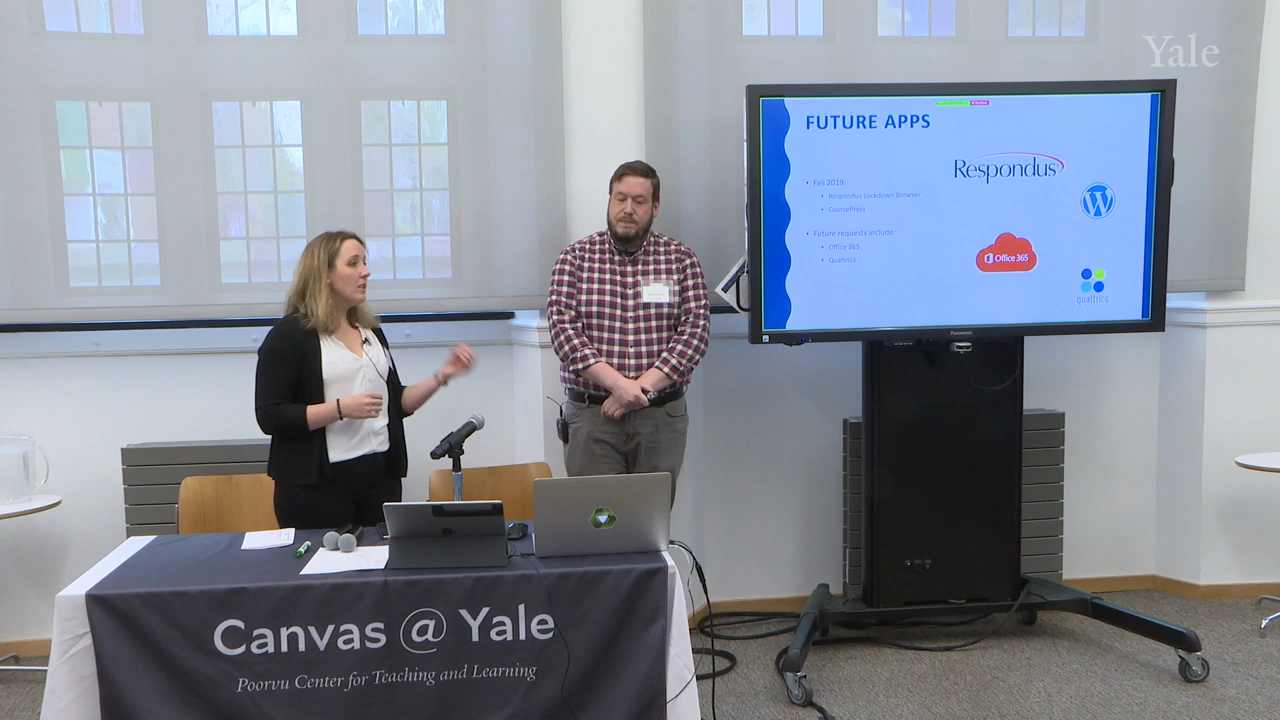 Yale
FUTURE APPS
Respondus
• Fall 2019:
• Respondus Lockdown Browser
• CoursePress
• Future requests include:
• Office 365
• Qualtrics
Office 365
qualtrics
Panasonic
Canvas @ Yale
Poorvu Center for Teaching and Learning